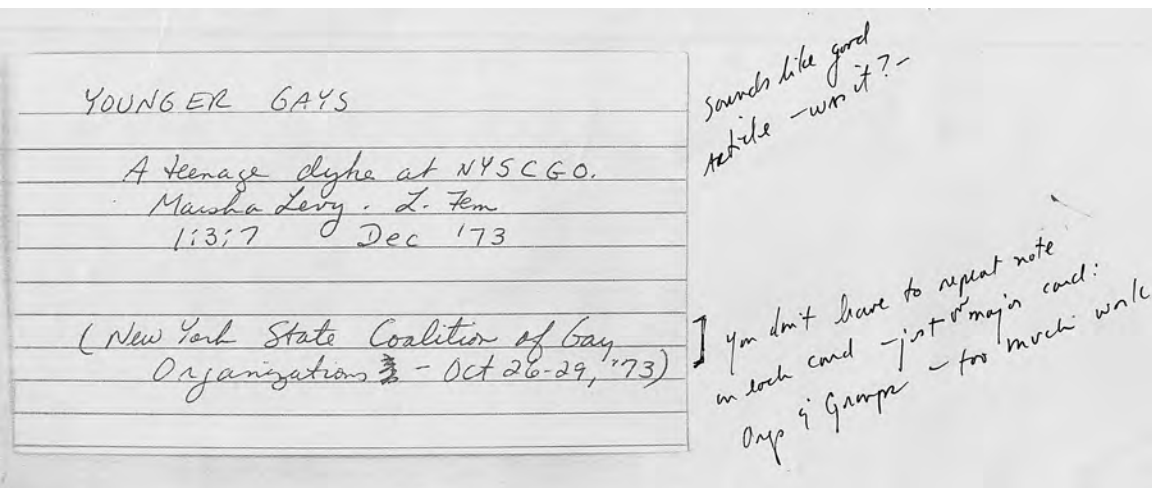 YOUNGER GAYS
A teenage dyke at NYSCGO.
Marsha Levy. L. Fem
1:3:7 Dec '73
(New York State Coalition of Gay
Organizations - Oct 26-29, '73)
Sounds like good
article - was it? -
] You don't have to repeat note
on each card - just on major card:
Orgs & Groups - too much work